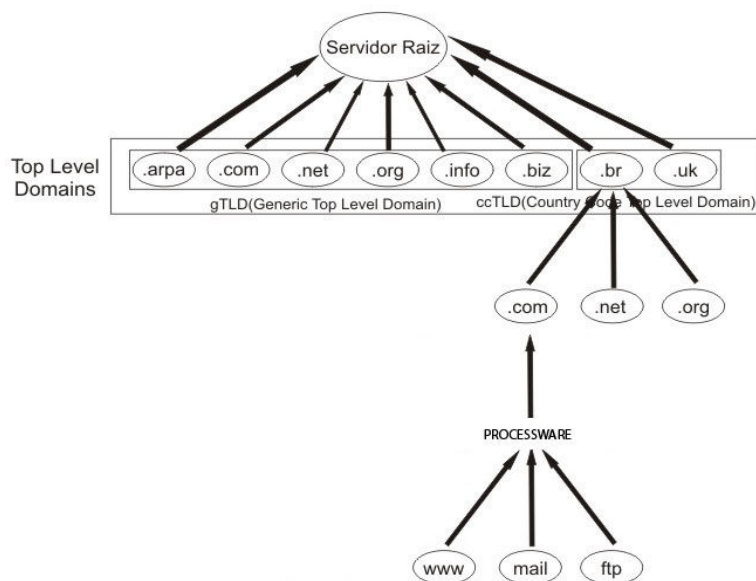 Servidor Raiz
Top Level
Domains
.arpa .com .net .org .info .biz .br .uk
gTLD(Generic Top Level Domain) ccTLD(Country Code Top Level Domain)
.com .net .org
PROCESSWARE
www mail ftp